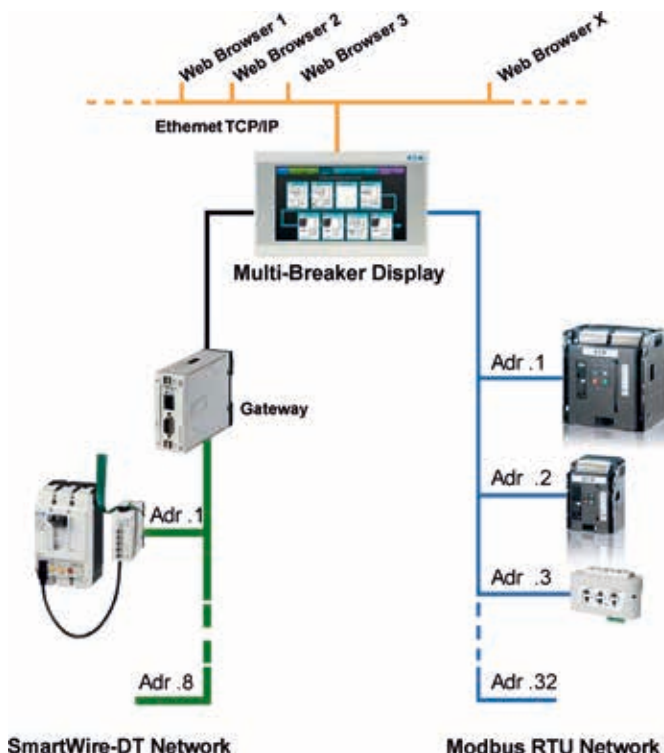 Web Browser 1
Web Browser 2
Web Browser 3
Web Browser X
Ethernet TCP/IP
Multi-Breaker Display
Gateway
Adr .1
Adr .2
Adr .3
Adr .32
Adr .1
Adr .8
SmartWire-DT Network
Modbus RTU Network